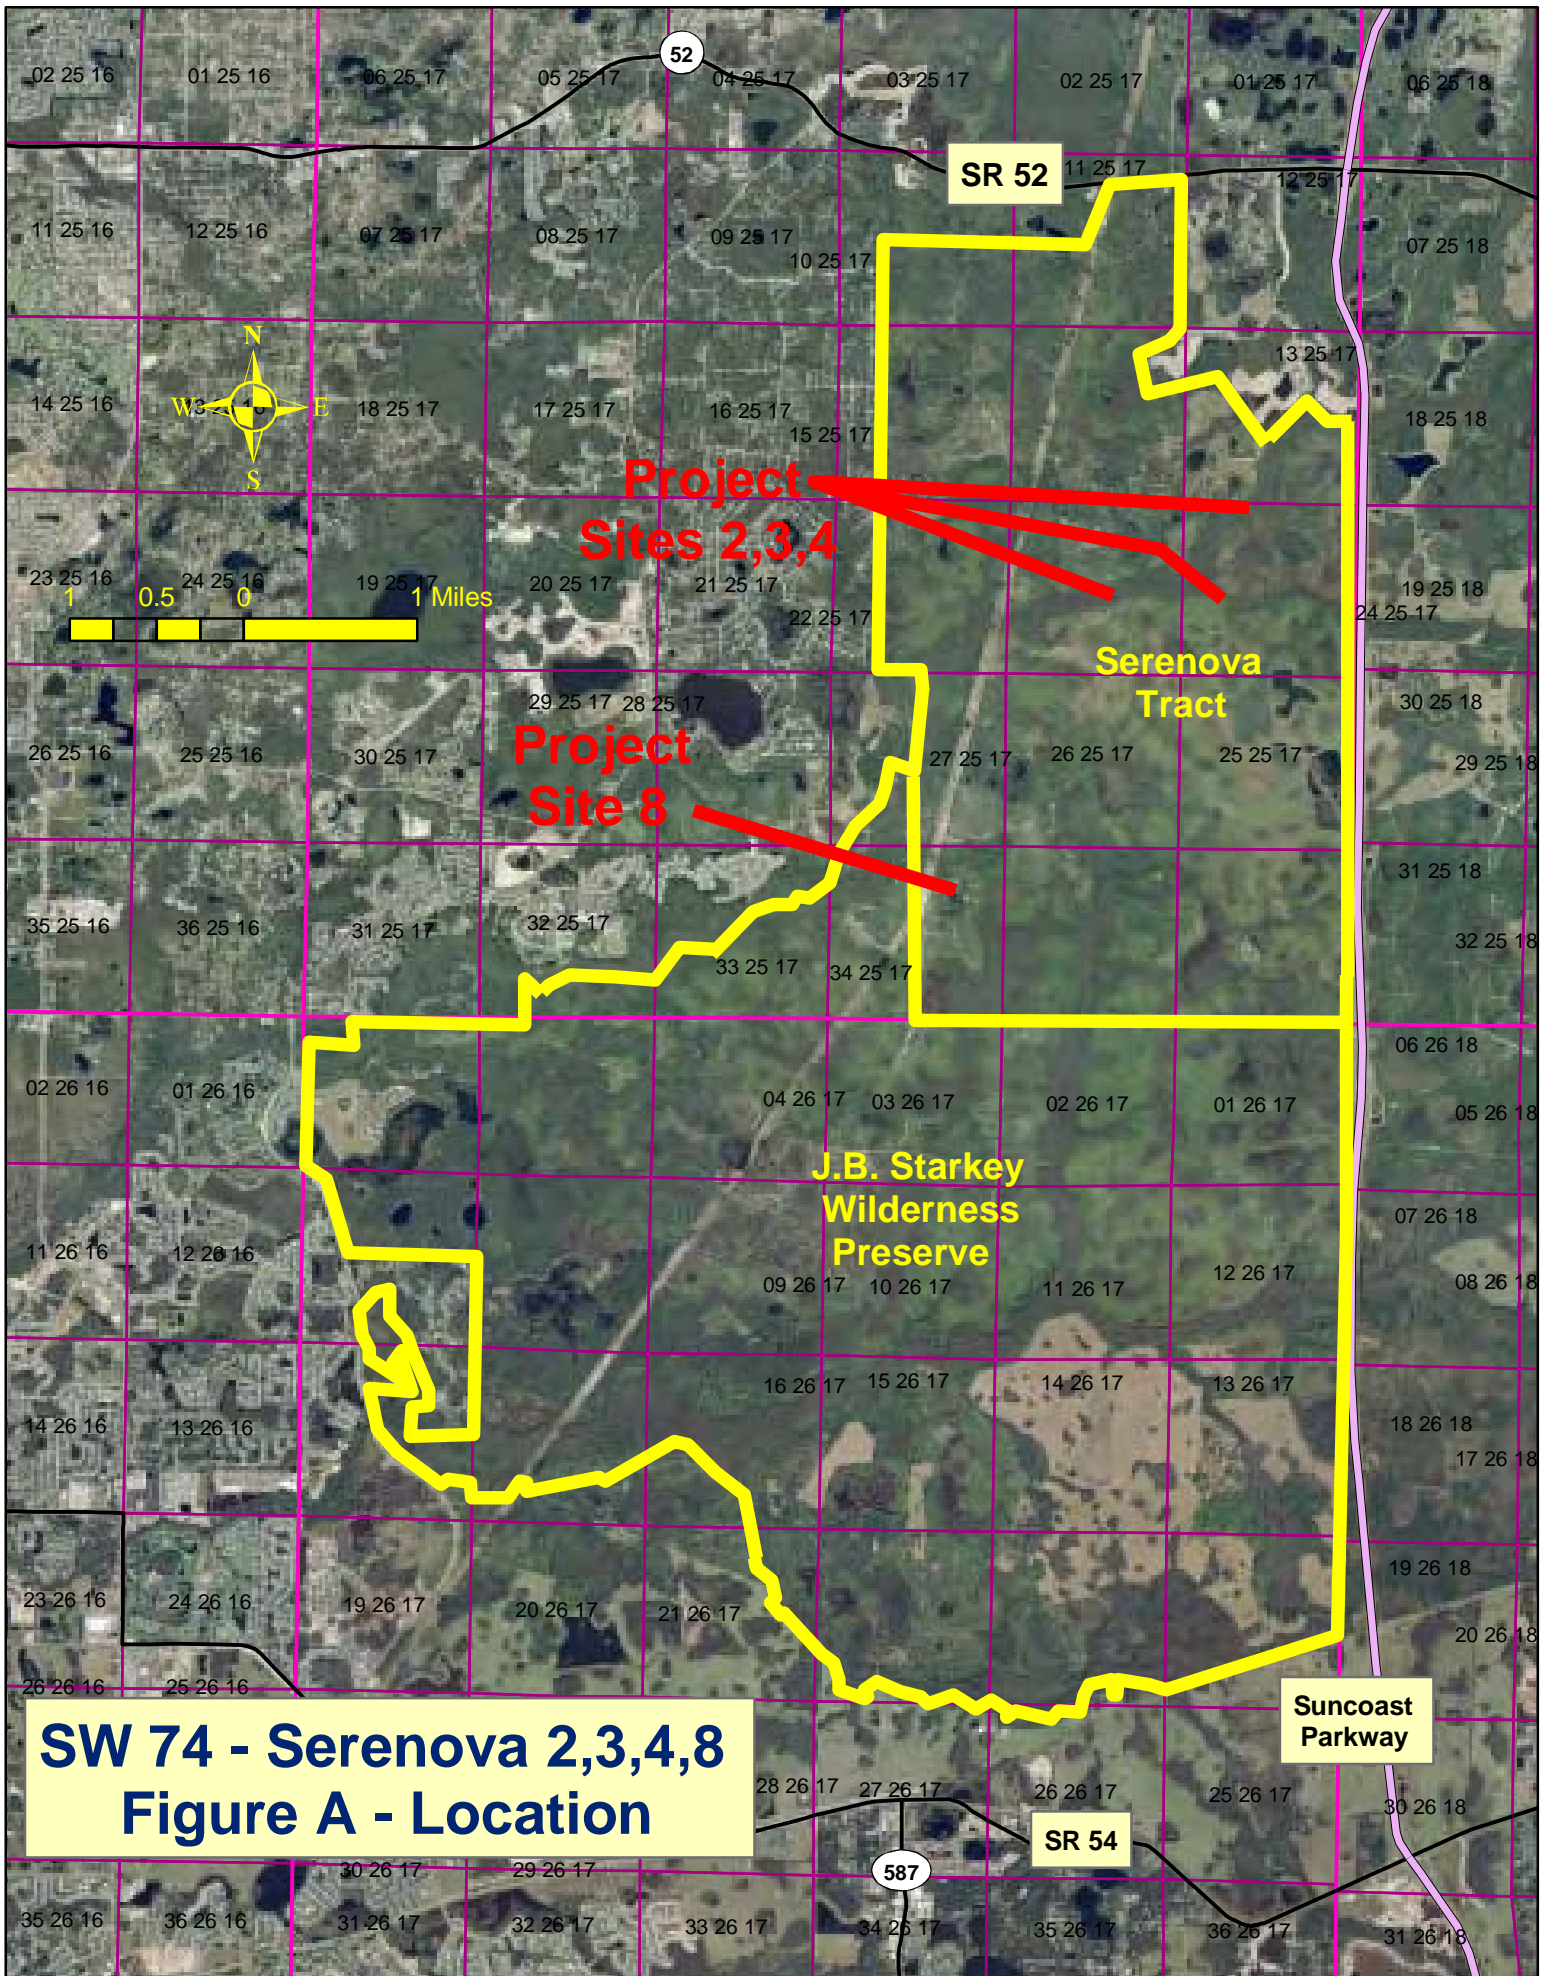 52
02 25 16
01 25 16
06 25 17
05 25 17
04 25 17
03 25 17
02 25 17
01 25 17
06 25 18
SR 52
11 25 17
12 25 17
11 25 16
12 25 16
07 25 17
08 25 17
09 25 17
10 25 17
07 25 18
N
W
E
S
13 25 17
14 25 16
18 25 17
17 25 17
16 25 17
15 25 17
18 25 18
Project
Sites 2,3,4
23 25 16
24 25 16
19 25 17
20 25 17
21 25 17
22 25 17
19 25 18
24 25 17
1 0.5 0 1 Miles
Serenova
Tract
29 25 17
28 25 17
30 25 18
Project
Site 8
26 25 16
25 25 16
30 25 17
27 25 17
26 25 17
25 25 17
29 25 18
31 25 18
35 25 16
36 25 16
31 25 17
32 25 17
33 25 17
34 25 17
32 25 18
06 26 18
02 26 16
01 26 16
04 26 17
03 26 17
02 26 17
01 26 17
05 26 18
J.B. Starkey
Wilderness
Preserve
07 26 18
11 26 16
12 26 16
09 26 17
10 26 17
11 26 17
12 26 17
08 26 18
16 26 17
15 26 17
14 26 17
13 26 17
14 26 16
13 26 16
18 26 18
17 26 18
19 26 18
23 26 16
24 26 16
19 26 17
20 26 17
21 26 17
20 26 18
26 26 16
25 26 16
Suncoast
Parkway
SW 74 - Serenova 2,3,4,8
Figure A - Location
28 26 17
27 26 17
26 26 17
25 26 17
30 26 18
SR 54
587
30 26 17
29 26 17
35 26 16
36 26 16
31 26 17
32 26 17
33 26 17
34 26 17
35 26 17
36 26 17
31 26 18